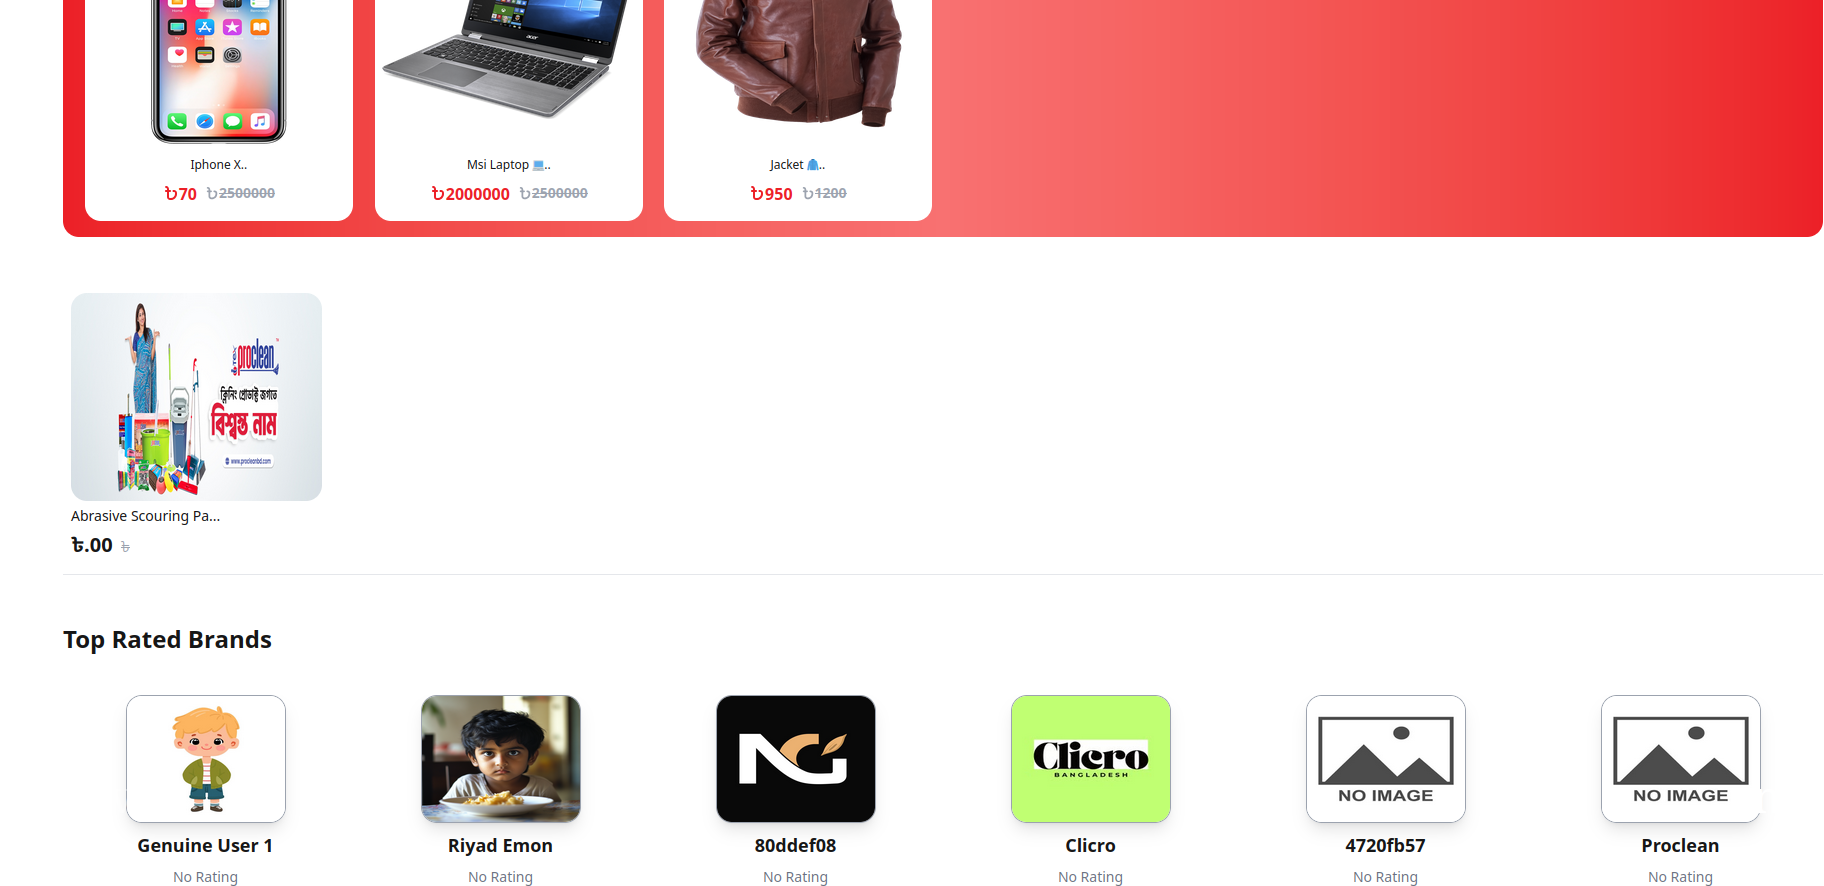 acer
Iphone X..
৳70 ৳2500000
Msi Laptop 💻..
৳2000000 ৳2500000
Jacket 🧥..
৳950 ৳1200
proclean
ক্লিনিং প্রোডাক্ট জগতে
বিশ্বস্ত নাম
www.procleanbd.com
Abrasive Scouring Pa...
৳.00 ৳
Top Rated Brands
NG
Clicro
BANGLADESH
NO IMAGE
NO IMAGE
Genuine User 1
Riyad Emon
80ddef08
Clicro
4720fb57
Proclean
No Rating
No Rating
No Rating
No Rating
No Rating
No Rating